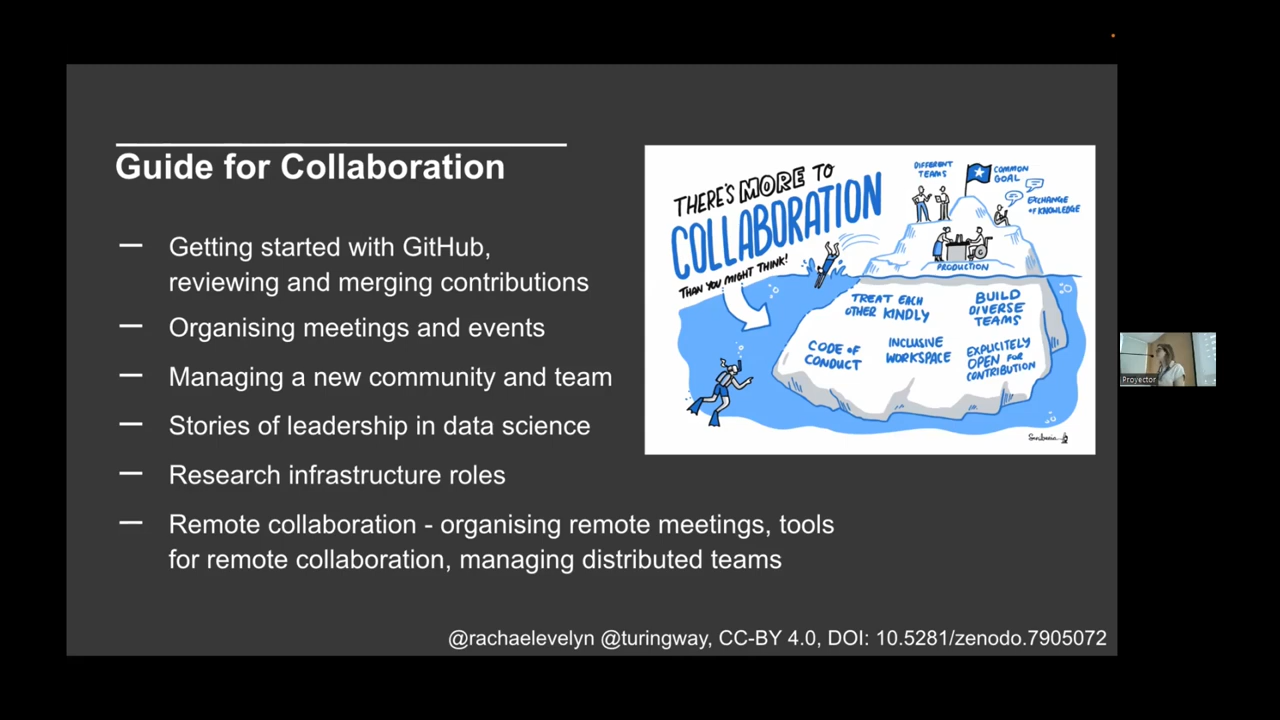 Guide for Collaboration
— Getting started with GitHub,
reviewing and merging contributions
— Organising meetings and events
— Managing a new community and team
— Stories of leadership in data science
— Research infrastructure roles
— Remote collaboration - organising remote meetings, tools
for remote collaboration, managing distributed teams
THERE'S MORE TO
COLLABORATION
THAN YOU MIGHT THINK!
DIFFERENT
TEAMS
COMMON
GOAL
EXCHANGE
OF KNOWLEDGE
PRODUCTION
TREAT EACH
OTHER KINDLY
BUILD
DIVERSE
TEAMS
CODE OF
CONDUCT
INCLUSIVE
WORKSPACE
EXPLICITLY
OPEN FOR
CONTRIBUTION
Proyector
@rachaelevelyn @turingway, CC-BY 4.0, DOI: 10.5281/zenodo.7905072